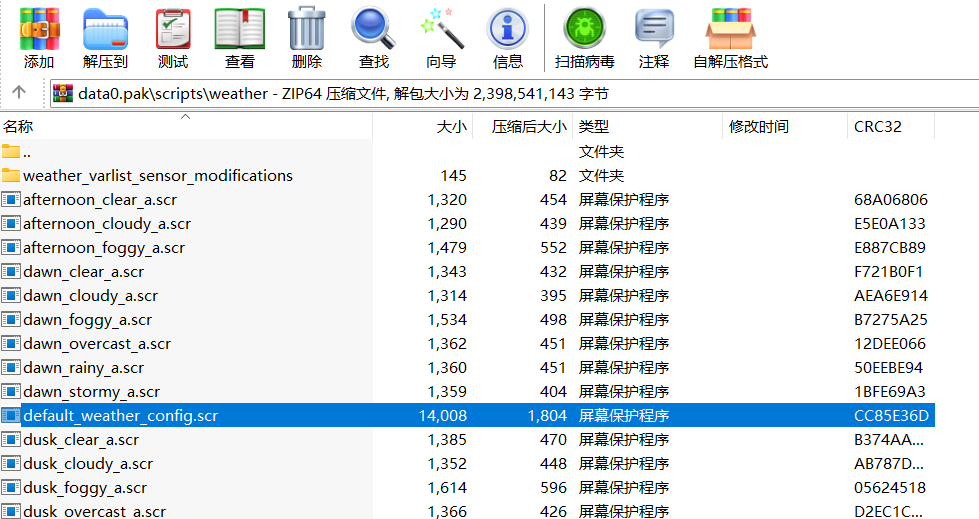 添加 解压到 测试 查看 删除 查找 向导 信息 扫描病毒 注释 自解压格式
data0.pak\scripts\weather - ZIP64 压缩文件, 解包大小为 2,398,541,143 字节
名称 大小 压缩后大小 类型 修改时间 CRC32
.. 文件夹
weather_varlist_sensor_modifications 145 82 文件夹
afternoon_clear_a.scr 1,320 454 屏幕保护程序 68A06806
afternoon_cloudy_a.scr 1,290 439 屏幕保护程序 E5E0A133
afternoon_foggy_a.scr 1,479 552 屏幕保护程序 E887CB89
dawn_clear_a.scr 1,343 432 屏幕保护程序 F721B0F1
dawn_cloudy_a.scr 1,314 395 屏幕保护程序 AEA6E914
dawn_foggy_a.scr 1,534 498 屏幕保护程序 B7275A25
dawn_overcast_a.scr 1,362 451 屏幕保护程序 12DEE066
dawn_rainy_a.scr 1,360 451 屏幕保护程序 50EEBE94
dawn_stormy_a.scr 1,359 404 屏幕保护程序 1BFE69A3
default_weather_config.scr 14,008 1,804 屏幕保护程序 CC85E36D
dusk_clear_a.scr 1,385 470 屏幕保护程序 B374AA...
dusk_cloudy_a.scr 1,352 448 屏幕保护程序 AB787D...
dusk_foggy_a.scr 1,614 596 屏幕保护程序 05624518
dusk_overcast_a.scr 1,366 426 屏幕保护程序 D2EC1C...